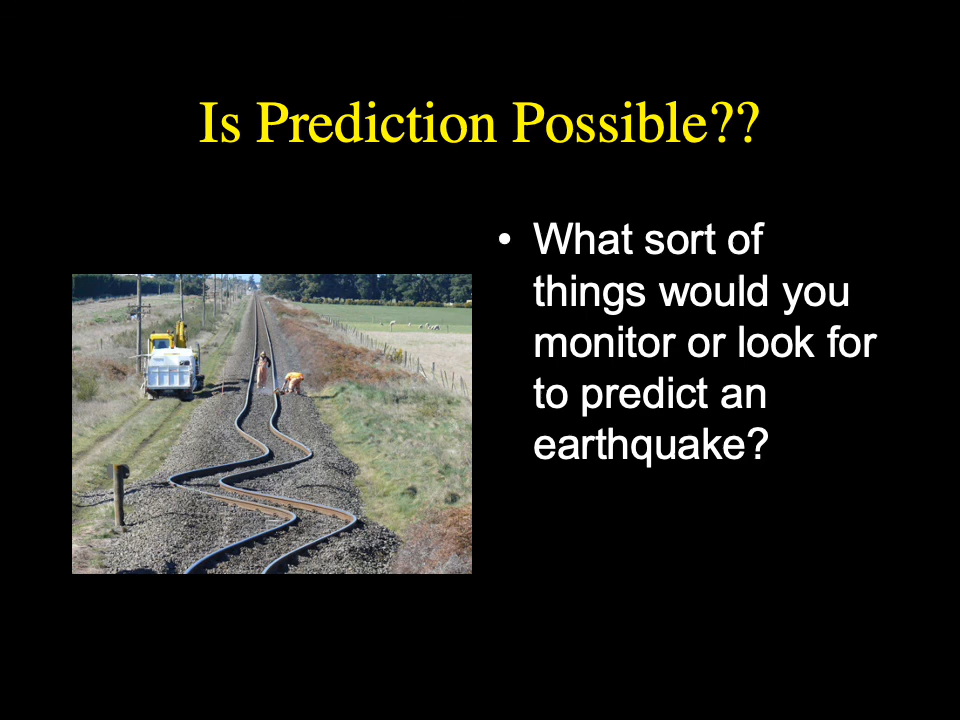 Is Prediction Possible??
• What sort of
things would you
monitor or look for
to predict an
earthquake?